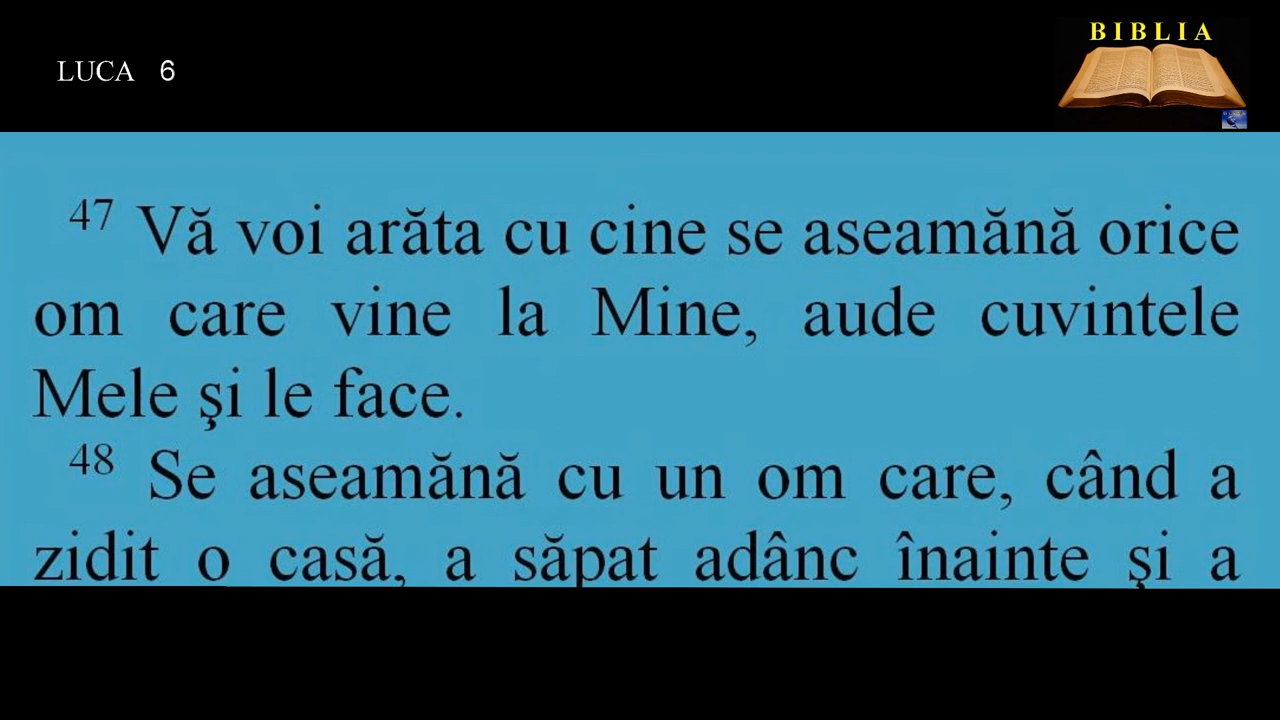 BIBLIA
LUCA 6
47 Vă voi arăta cu cine se aseamănă orice
om care vine la Mine, aude cuvintele
Mele şi le face.
48 Se aseamănă cu un om care, când a
zidit o casă, a săpat adânc înainte şi a